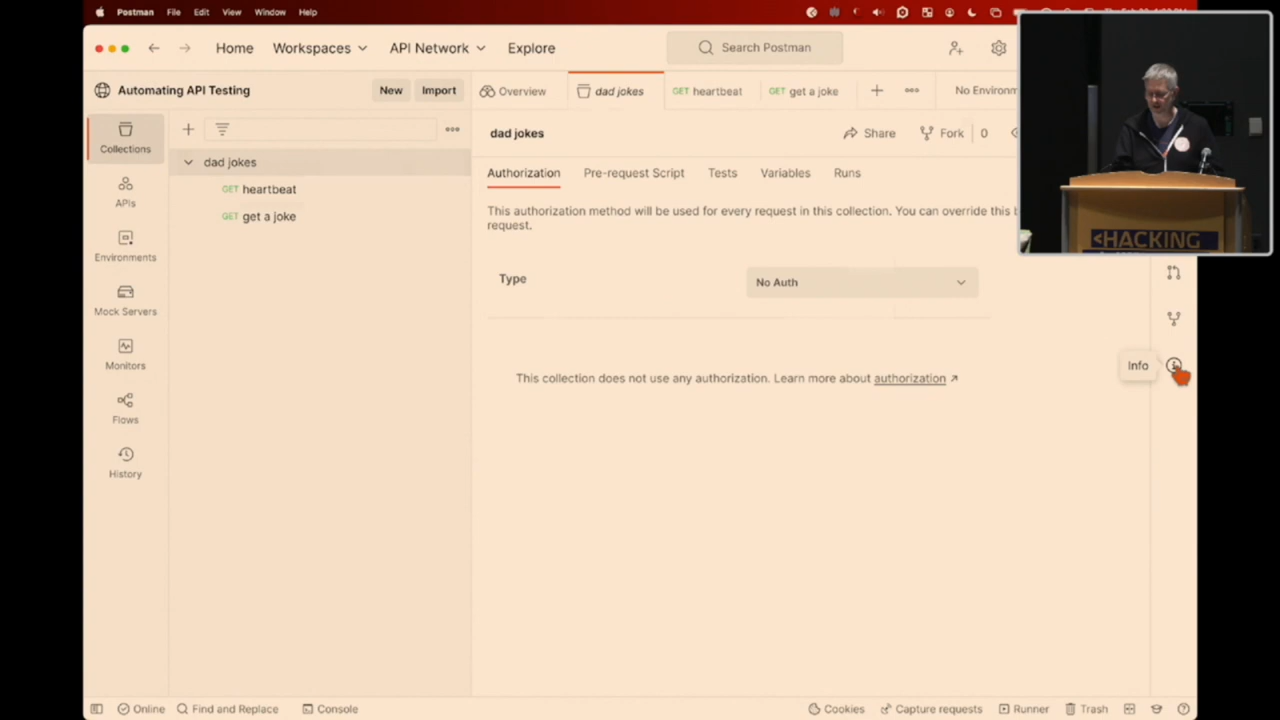 Postman File Edit View Window Help
Home Workspaces API Network Explore Search Postman
Automating API Testing New Import Overview dad jokes GET heartbeat GET get a joke No Environm
Collections
dad jokes
GET heartbeat
GET get a joke
APIs
Environments
Mock Servers
Monitors
Flows
History
dad jokes Share Fork 0
Authorization Pre-request Script Tests Variables Runs
This authorization method will be used for every request in this collection. You can override this b
request.
Type No Auth
This collection does not use any authorization. Learn more about authorization
Info
<HACKING
Online Find and Replace Console Cookies Capture requests Runner Trash